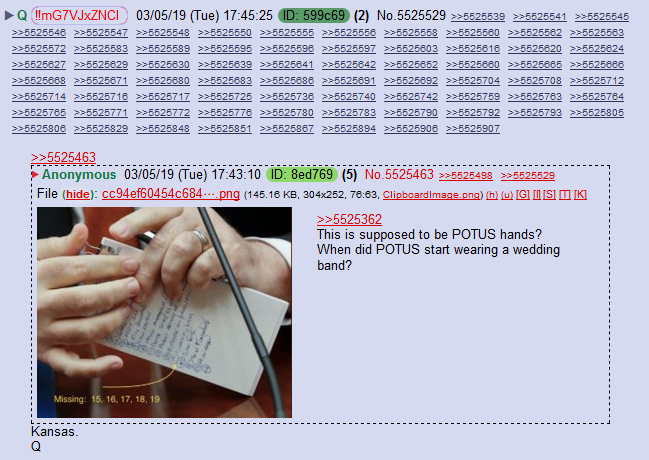 Q !!mG7VJxZNCI 03/05/19 (Tue) 17:45:25 ID: 599c69 (2) No.5525529 >>5525539 >>5525541 >>5525545
>>5525546 >>5525547 >>5525548 >>5525550 >>5525555 >>5525556 >>5525558 >>5525560 >>5525562 >>5525563
>>5525572 >>5525583 >>5525589 >>5525595 >>5525596 >>5525597 >>5525603 >>5525616 >>5525620 >>5525624
>>5525627 >>5525629 >>5525630 >>5525639 >>5525641 >>5525642 >>5525652 >>5525660 >>5525665 >>5525666
>>5525668 >>5525671 >>5525680 >>5525683 >>5525686 >>5525691 >>5525692 >>5525704 >>5525708 >>5525712
>>5525714 >>5525716 >>5525717 >>5525725 >>5525736 >>5525740 >>5525742 >>5525759 >>5525763 >>5525764
>>5525765 >>5525771 >>5525772 >>5525776 >>5525780 >>5525783 >>5525790 >>5525792 >>5525793 >>5525805
>>5525806 >>5525829 >>5525848 >>5525851 >>5525867 >>5525894 >>5525906 >>5525907
>>5525463
Anonymous 03/05/19 (Tue) 17:43:10 ID: 8ed769 (5) No.5525463 >>5525498 >>5525529
File (hide): cc94ef60454c684⋯.png (145.16 KB, 304x252, 76:63, ClipboardImage.png) (h) (u) [G] [I] [S] [T] [K]
>>5525362
This is supposed to be POTUS hands?
When did POTUS start wearing a wedding
band?
Missing: 15, 16, 17, 18, 19
Kansas.
Q